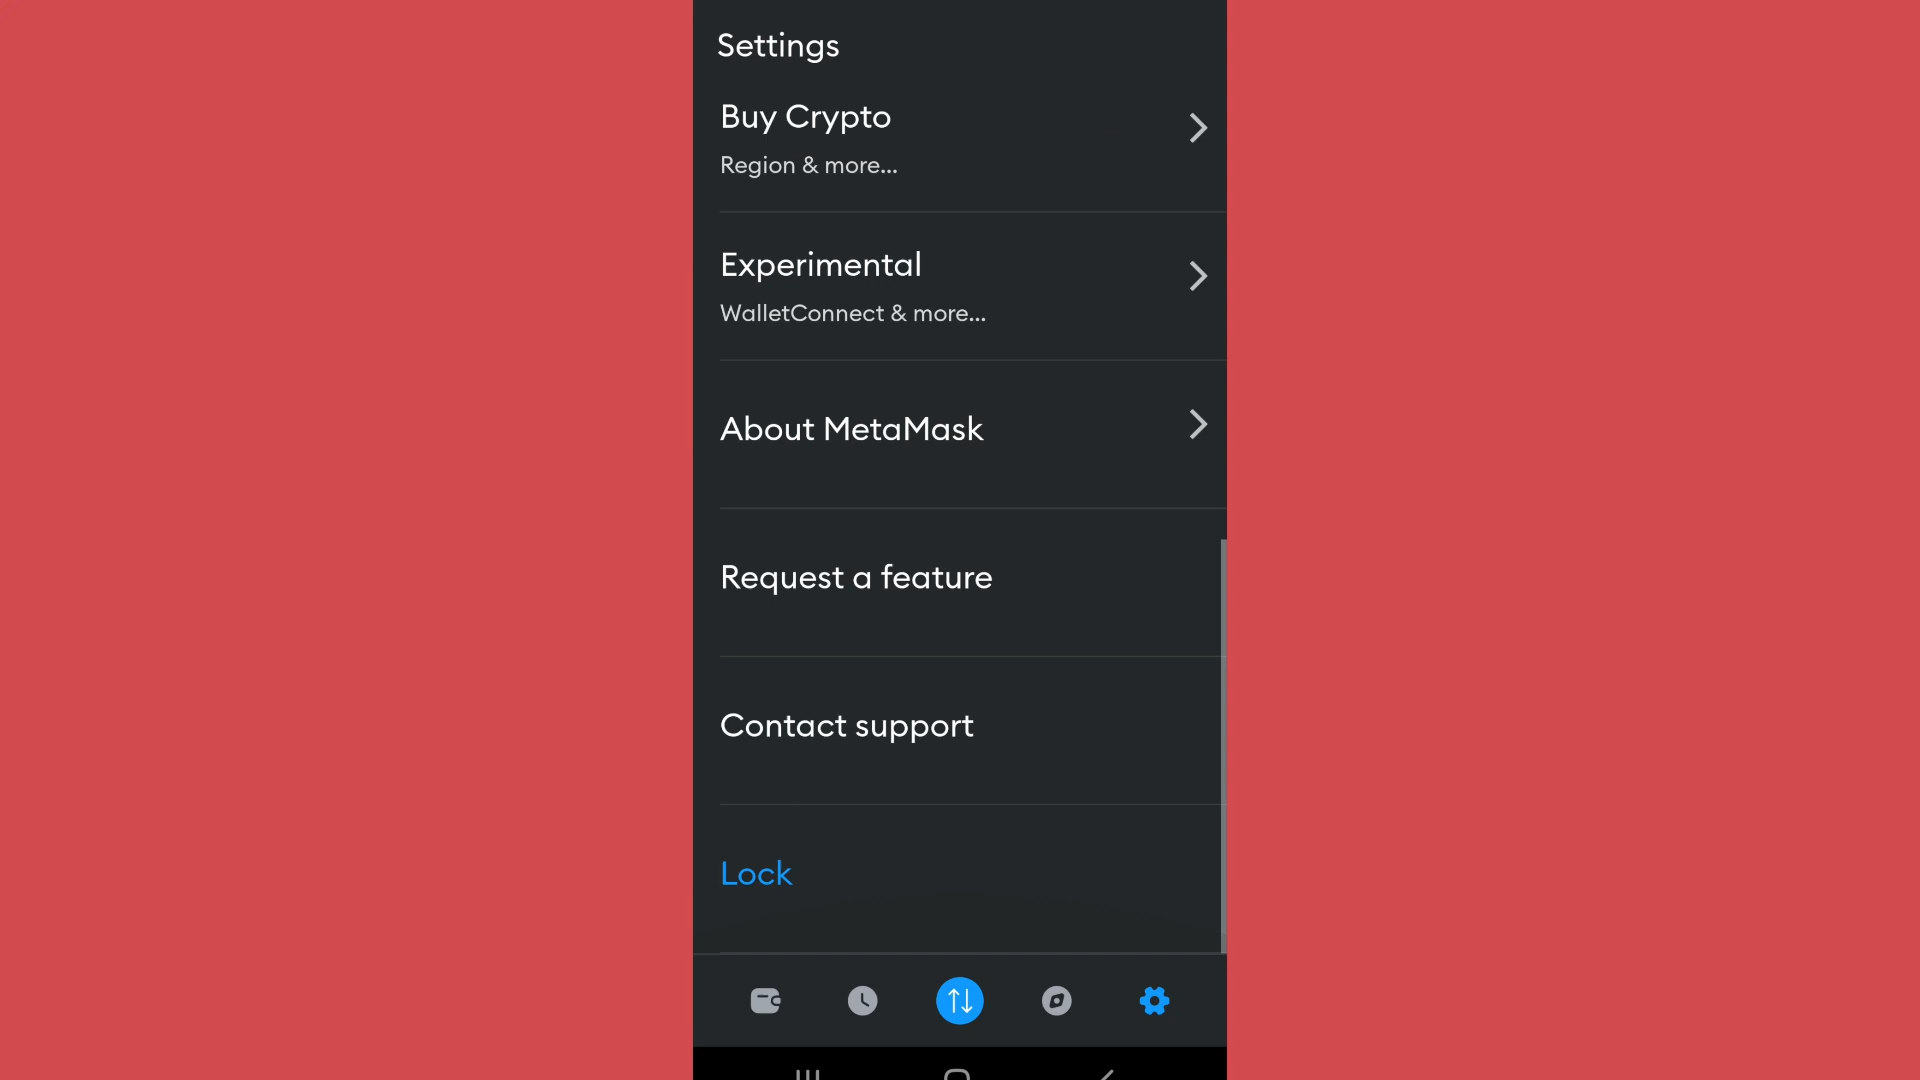 Settings
Buy Crypto
Region & more...
Experimental
WalletConnect & more...
About MetaMask
Request a feature
Contact support
Lock